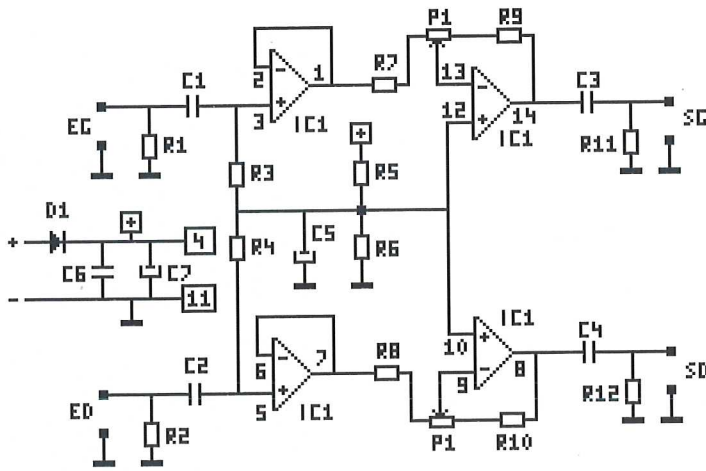 P1 R9
C1 2 1 R7 13 C3
EG 3 IC1 12 14 SG
R1 + IC1 R11
R3 R5
D1 +
+ 4 R4 C5 R6
C6 C7
- 11 IC1
C2 6 7 R8 10 8 C4
ED 5 IC1 9 SD
R2 P1 R10 R12